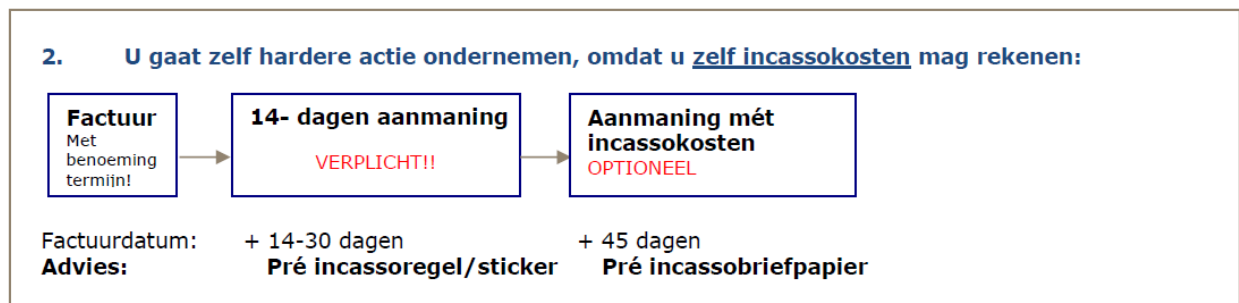 2. U gaat zelf hardere actie ondernemen, omdat u zelf incassokosten mag rekenen:
Factuur
Met
benoeming
termijn!
14- dagen aanmaning
VERPLICHT!!
Aanmaning mét
incassokosten
OPTIONEEL
Factuurdatum: + 14-30 dagen + 45 dagen
Advies: Pré incassoregel/sticker Pré incassobriefpapier